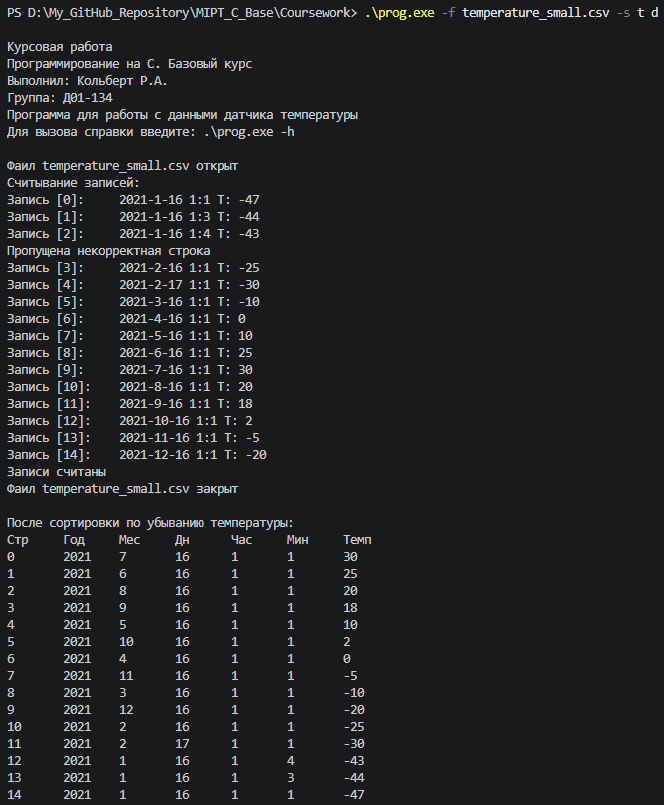 PS D:\My_GitHub_Repository\MIPT_C_Base\Coursework> .\prog.exe -f temperature_small.csv -s t d
Курсовая работа
Программирование на С. Базовый курс
Выполнил: Кольберт Р.А.
Группа: Д01-134
Программа для работы с данными датчика температуры
Для вызова справки введите: .\prog.exe -h
Фаил temperature_small.csv открыт
Считывание записей:
Запись [0]: 2021-1-16 1:1 T: -47
Запись [1]: 2021-1-16 1:3 T: -44
Запись [2]: 2021-1-16 1:4 T: -43
Пропущена некорректная строка
Запись [3]: 2021-2-16 1:1 T: -25
Запись [4]: 2021-2-17 1:1 T: -30
Запись [5]: 2021-3-16 1:1 T: -10
Запись [6]: 2021-4-16 1:1 T: 0
Запись [7]: 2021-5-16 1:1 T: 10
Запись [8]: 2021-6-16 1:1 T: 25
Запись [9]: 2021-7-16 1:1 T: 30
Запись [10]: 2021-8-16 1:1 T: 20
Запись [11]: 2021-9-16 1:1 T: 18
Запись [12]: 2021-10-16 1:1 T: 2
Запись [13]: 2021-11-16 1:1 T: -5
Запись [14]: 2021-12-16 1:1 T: -20
Записи считаны
Фаил temperature_small.csv закрыт
После сортировки по убыванию температуры:
Стр Год Мес Дн Час Мин Темп
0 2021 7 16 1 1 30
1 2021 6 16 1 1 25
2 2021 8 16 1 1 20
3 2021 9 16 1 1 18
4 2021 5 16 1 1 10
5 2021 10 16 1 1 2
6 2021 4 16 1 1 0
7 2021 11 16 1 1 -5
8 2021 3 16 1 1 -10
9 2021 12 16 1 1 -20
10 2021 2 16 1 1 -25
11 2021 2 17 1 1 -30
12 2021 1 16 1 4 -43
13 2021 1 16 1 3 -44
14 2021 1 16 1 1 -47